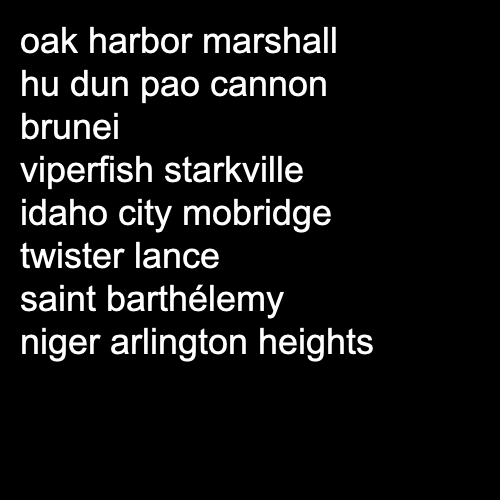 oak harbor marshall
hu dun pao cannon
brunei
viperfish starkville
idaho city mobridge
twister lance
saint barthélemy
niger arlington heights